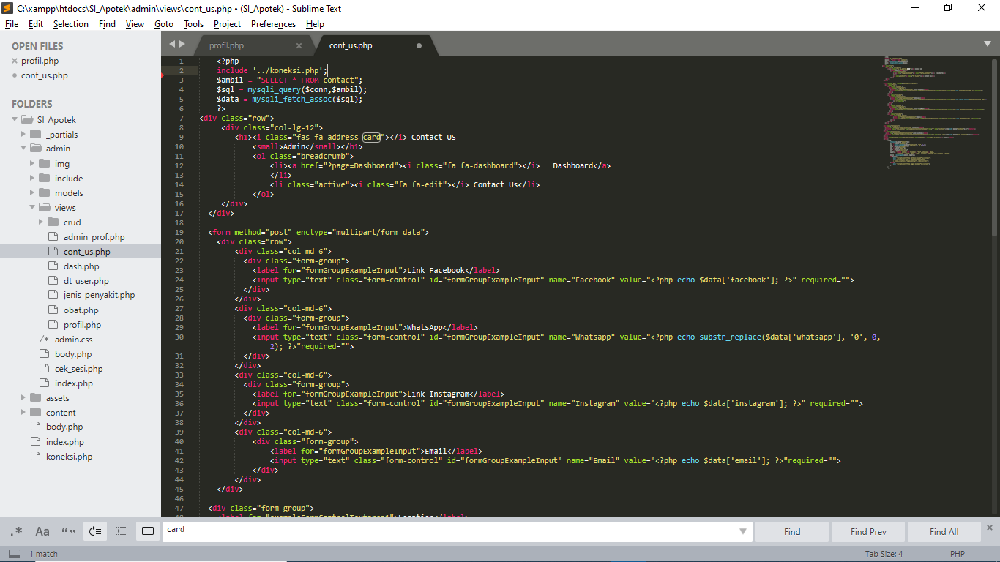 C:\xampp\htdocs\SI_Apotek\admin\views\cont_us.php • (SI_Apotek) - Sublime Text
File Edit Selection Find View Goto Tools Project Preferences Help
OPEN FILES
profil.php
cont_us.php
FOLDERS
SI_Apotek
_partials
admin
img
include
models
views
crud
admin_prof.php
cont_us.php
dash.php
dt_user.php
jenis_penyakit.php
obat.php
profil.php
admin.css
body.php
cek_sesi.php
index.php
assets
content
body.php
index.php
koneksi.php
profil.php cont_us.php
1 <?php
2 include '../koneksi.php';
3 $ambil = "SELECT * FROM contact";
4 $sql = mysqli_query($conn,$ambil);
5 $data = mysqli_fetch_assoc($sql);
6 ?>
7 <div class="row">
8 <div class="col-lg-12">
9 <h1><i class="fas fa-address-card"></i> Contact US
10 <small>Admin</small></h1>
11 <ol class="breadcrumb">
12 <li><a href="?page=Dashboard"><i class="fa fa-dashboard"></i> Dashboard</a>
13 </li>
14 <li class="active"><i class="fa fa-edit"></i> Contact Us</li>
15 </ol>
16 </div>
17 </div>
18
19 <form method="post" enctype="multipart/form-data">
20 <div class="row">
21 <div class="col-md-6">
22 <div class="form-group">
23 <label for="formGroupExampleInput">Link Facebook</label>
24 <input type="text" class="form-control" id="formGroupExampleInput" name="Facebook" value="<?php echo $data['facebook']; ?>" required="">
25 </div>
26 </div>
27 <div class="col-md-6">
28 <div class="form-group">
29 <label for="formGroupExampleInput">WhatsApp</label>
30 <input type="text" class="form-control" id="formGroupExampleInput" name="Whatsapp" value="<?php echo substr_replace($data['whatsapp'], '0', 0,
2); ?>"required="">
31 </div>
32 </div>
33 <div class="col-md-6">
34 <div class="form-group">
35 <label for="formGroupExampleInput">Link Instagram</label>
36 <input type="text" class="form-control" id="formGroupExampleInput" name="Instagram" value="<?php echo $data['instagram']; ?>" required="">
37 </div>
38 </div>
39 <div class="col-md-6">
40 <div class="form-group">
41 <label for="formGroupExampleInput">Email</label>
42 <input type="text" class="form-control" id="formGroupExampleInput" name="Email" value="<?php echo $data['email']; ?>"required="">
43 </div>
44 </div>
45 </div>
46
47 <div class="form-group">
48 <label for="exampleFormControlTextarea1">Location</label>
.* Aa “” card Find Find Prev Find All
1 match Tab Size: 4 PHP